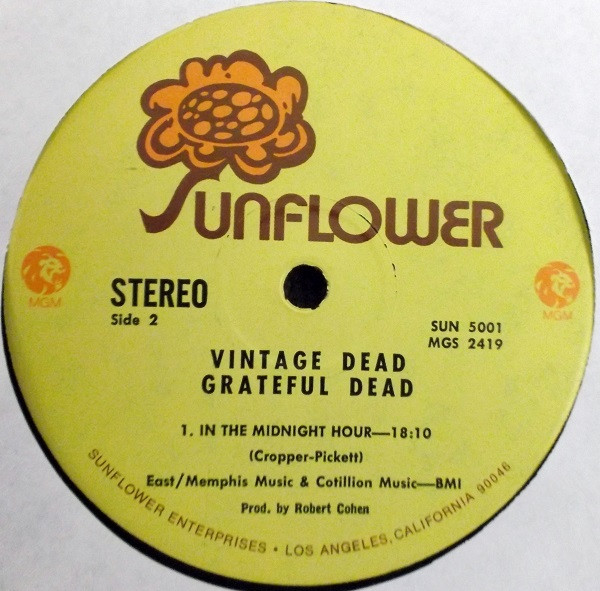 SUNFLOWER
MGM
MGM
STEREO
Side 2
SUN 5001
MGS 2419
VINTAGE DEAD
GRATEFUL DEAD
1. IN THE MIDNIGHT HOUR—18:10
(Cropper-Pickett)
East/Memphis Music & Cotillion Music—BMI
Prod. by Robert Cohen
SUNFLOWER ENTERPRISES • LOS ANGELES, CALIFORNIA 90046